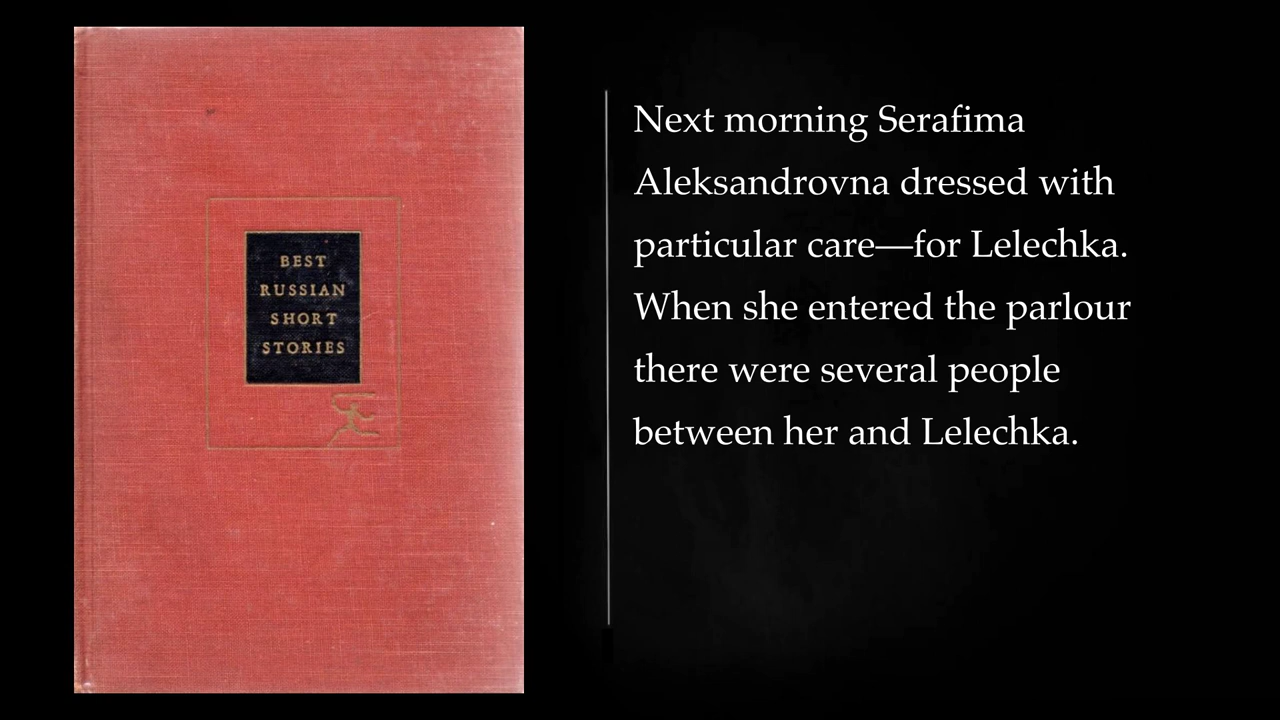 BEST
RUSSIAN
SHORT
STORIES
Next morning Serafima
Aleksandrovna dressed with
particular care—for Lelechka.
When she entered the parlour
there were several people
between her and Lelechka.